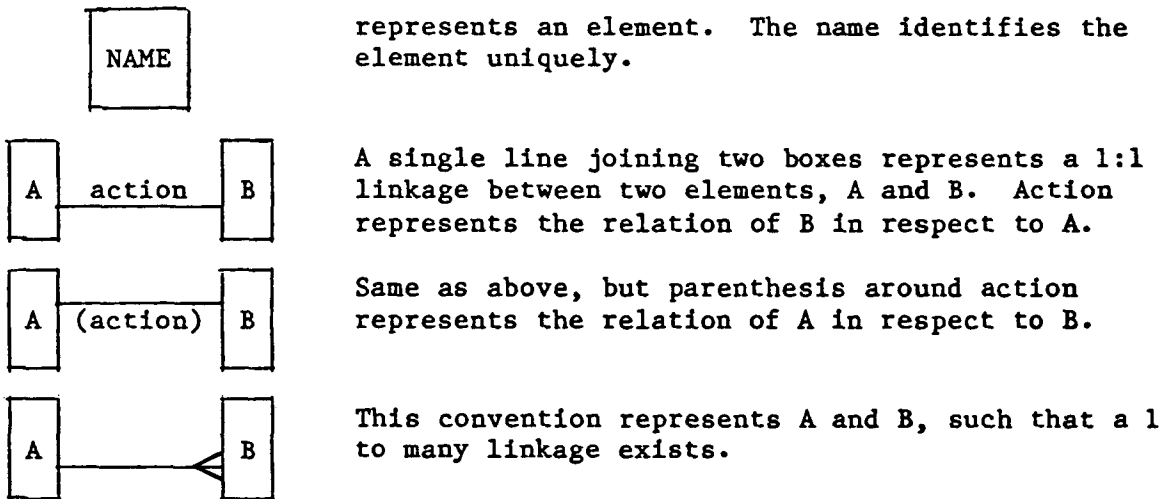 NAME
represents an element. The name identifies the
element uniquely.
A action B
A single line joining two boxes represents a 1:1
linkage between two elements, A and B. Action
represents the relation of B in respect to A.
A (action) B
Same as above, but parenthesis around action
represents the relation of A in respect to B.
A B
This convention represents A and B, such that a 1
to many linkage exists.